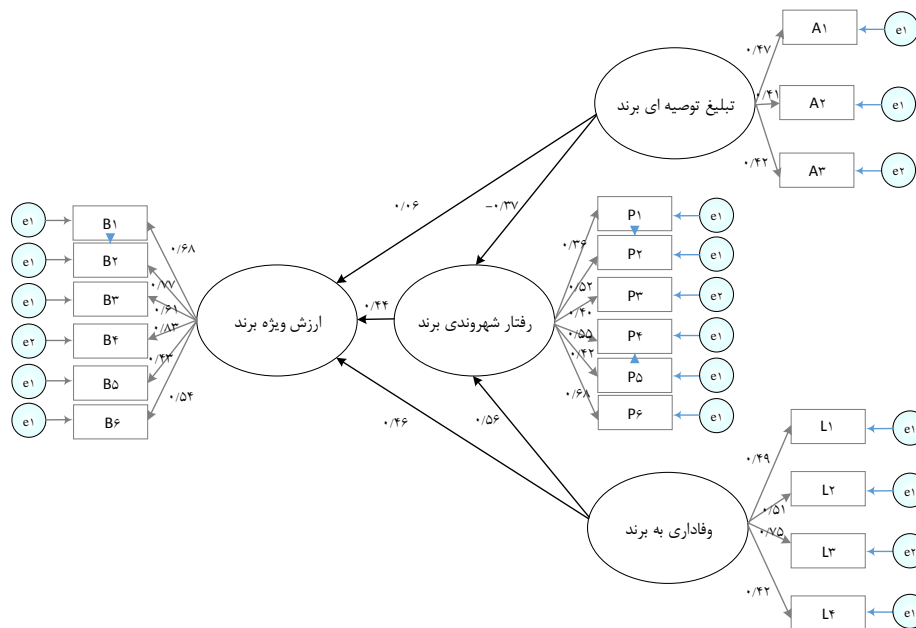 A۱
e۱
۰/۴۷
تبلیغ توصیه ای برند
۰/۴۱
A۲
e۱
۰/۴۲
A۳
e۲
۰/۰۶
-۰/۳۷
e۱
B۱
۰/۶۸
e۱
B۲
۰/۷۷
e۱
B۳
۰/۶۱
e۲
B۴
۰/۸۳
e۱
B۵
۰/۴۳
e۱
B۶
۰/۵۴
ارزش ویژه برند
۰/۴۴
رفتار شهروندی برند
P۱
e۱
۰/۳۶
P۲
e۱
۰/۵۲
P۳
e۲
۰/۴۰
P۴
e۱
۰/۵۵
۰/۴۲
P۵
e۱
۰/۶۸
P۶
e۱
۰/۴۶
۰/۵۶
L۱
e۱
۰/۴۹
L۲
e۱
۰/۵۱
وفاداری به برند
۰/۷۵
L۳
e۲
۰/۴۲
L۴
e۱